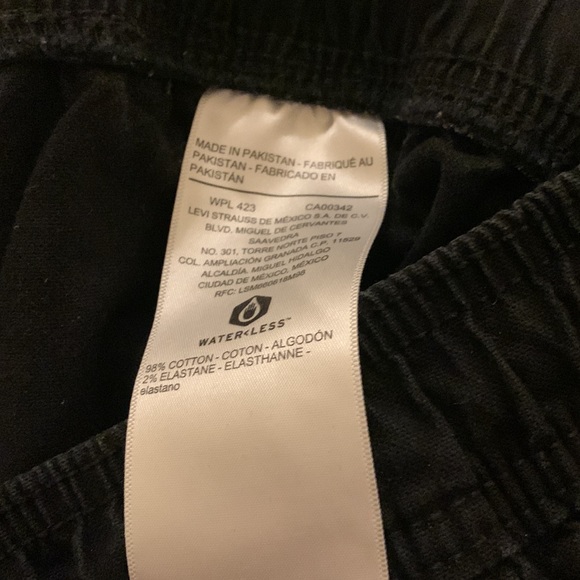 MADE IN PAKISTAN - FABRIQUÉ AU
PAKISTAN - FABRICADO EN
PAKISTÁN
WPL 423 CA00342
LEVI STRAUSS DE MÉXICO S.A. DE C.V.
BLVD. MIGUEL DE CERVANTES
SAAVEDRA
NO. 301, TORRE NORTE PISO 7
COL. AMPLIACIÓN GRANADA C.P. 11529
ALCALDÍA. MIGUEL HIDALGO
CIUDAD DE MÉXICO, MÉXICO
RFC:
WATER<LESS™
98% COTTON - COTON - ALGODÓN
2% ELASTANE - ELASTHANNE -
elastano